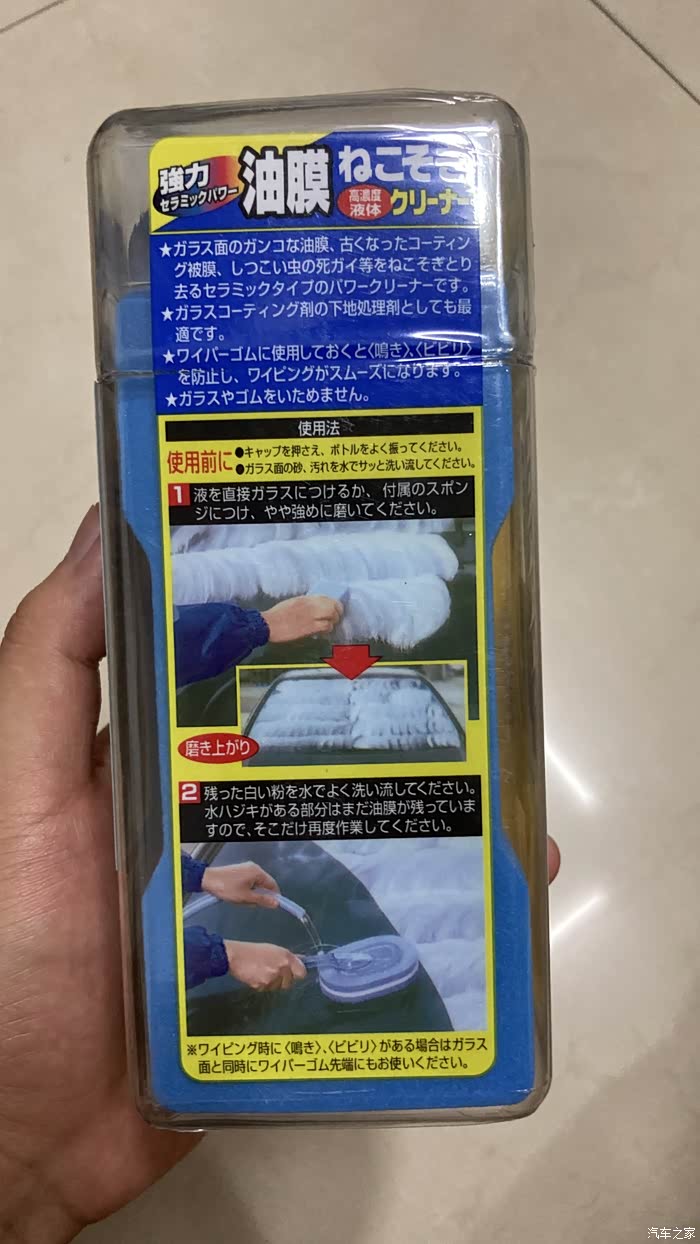 強力
セラミックパワー
油膜
ねこそぎ
高濃度
液体
クリーナー
★ガラス面のガンコな油膜、古くなったコーティン
グ被膜、しつこい虫の死ガイ等をねこそぎとり
去るセラミックタイプのパワークリーナーです。
★ガラスコーティング剤の下地処理剤としても最
適です。
★ワイパーゴムに使用しておくと〈鳴き〉、〈ビビリ〉
を防止し、ワイピングがスムーズになります。
★ガラスやゴムをいためません。
使用法
使用前に
●キャップを押さえ、ボトルをよく振ってください。
●ガラス面の砂、汚れを水でサッと洗い流してください。
1 液を直接ガラスにつけるか、付属のスポン
ジにつけ、やや強めに磨いてください。
磨き上がり
2 残った白い粉を水でよく洗い流してください。
水ハジキがある部分はまだ油膜が残っていま
すので、そこだけ再度作業してください。
※ワイピング時に〈鳴き〉、〈ビビリ〉がある場合はガラス
面と同時にワイパーゴム先端にもお使いください。
汽车之家